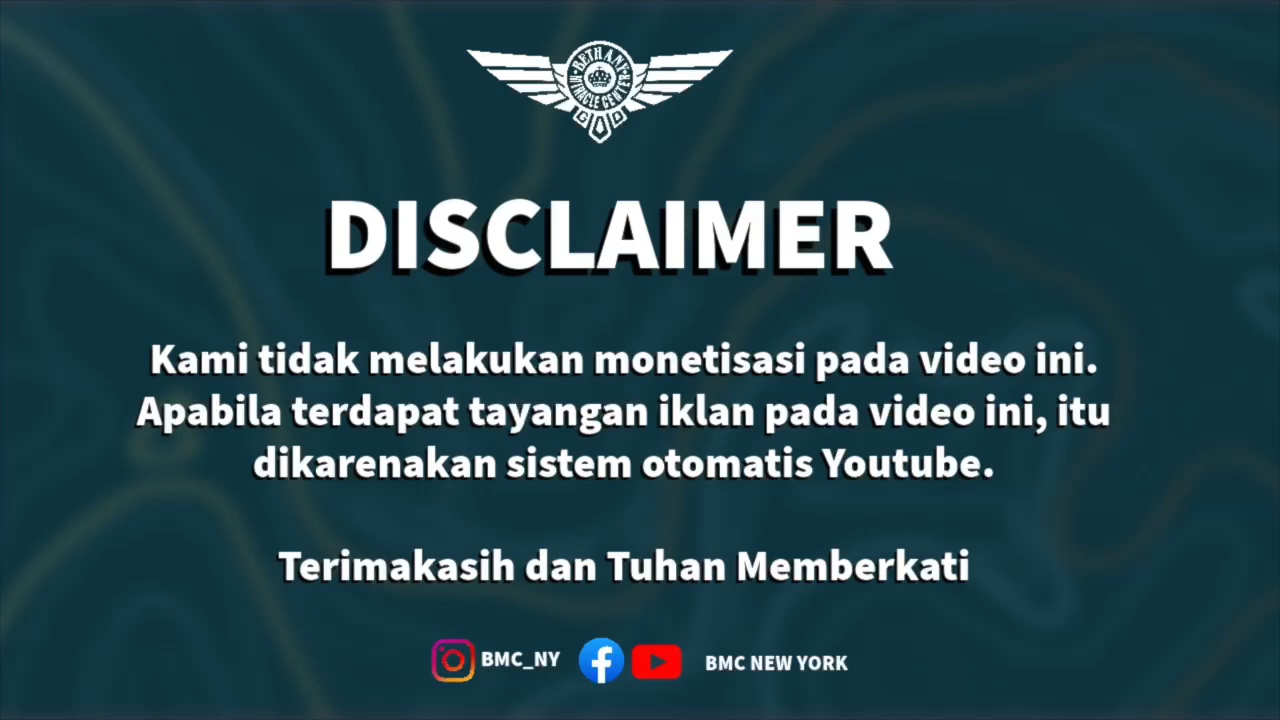 BETHANY
MIRACLE CENTER
DISCLAIMER
Kami tidak melakukan monetisasi pada video ini.
Apabila terdapat tayangan iklan pada video ini, itu
dikarenakan sistem otomatis Youtube.
Terimakasih dan Tuhan Memberkati
BMC_NY
BMC NEW YORK